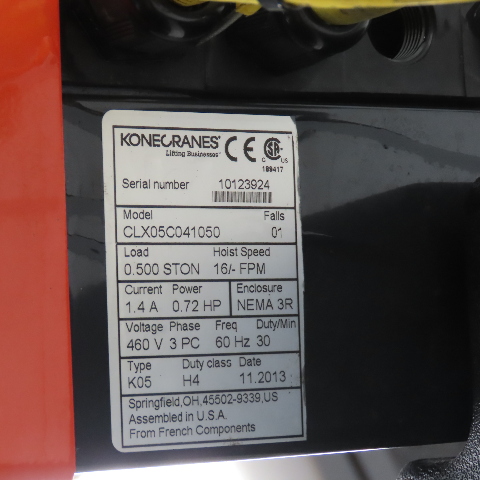 KONECRANES®
Lifting Businesses™
CE
C US
189417
Serial number 10123924
Model Falls
CLX05C041050 01
Load Hoist Speed
0.500 STON 16/- FPM
Current Power Enclosure
1.4 A 0.72 HP NEMA 3R
Voltage Phase Freq Duty/Min
460 V 3 PC 60 Hz 30
Type Duty class Date
K05 H4 11.2013
Springfield,OH,45502-9339,US
Assembled in U.S.A.
From French Components